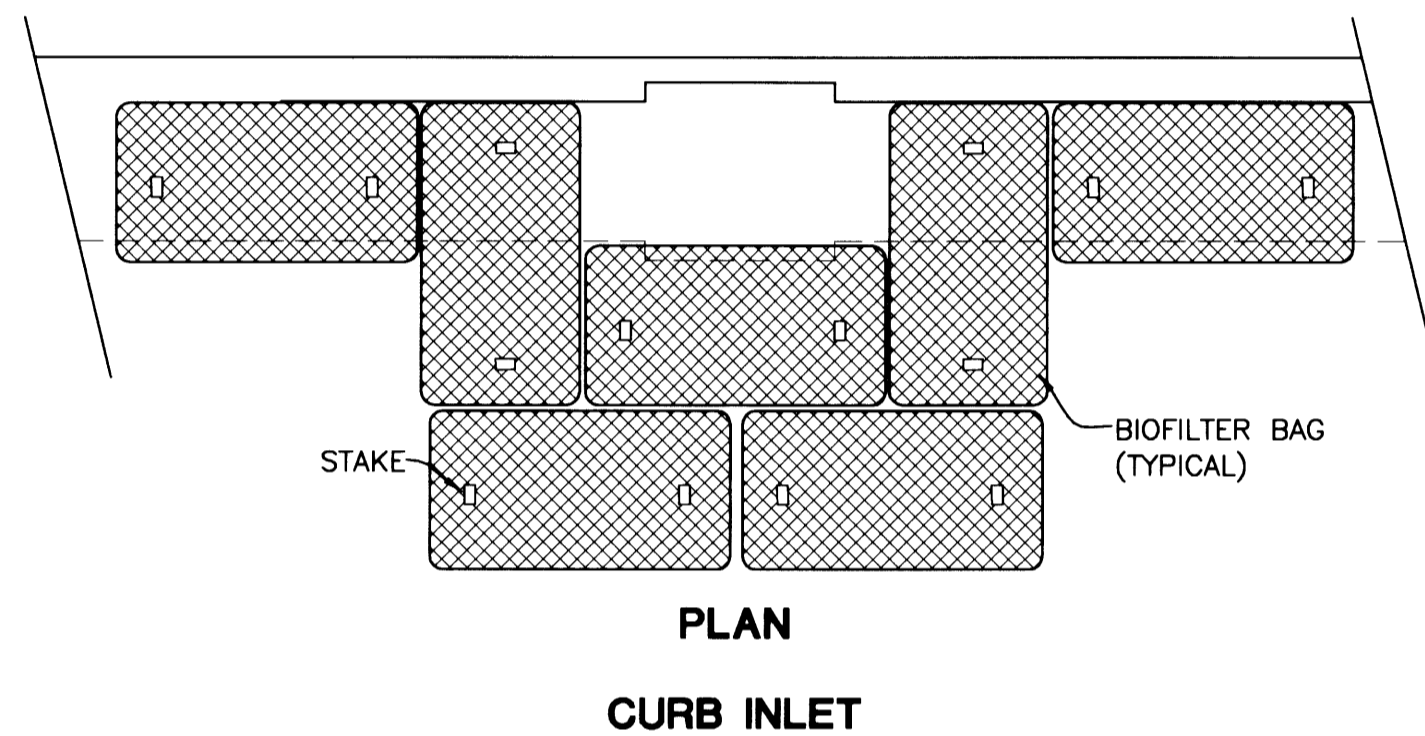 STAKE
BIOFILTER BAG
(TYPICAL)
PLAN
CURB INLET